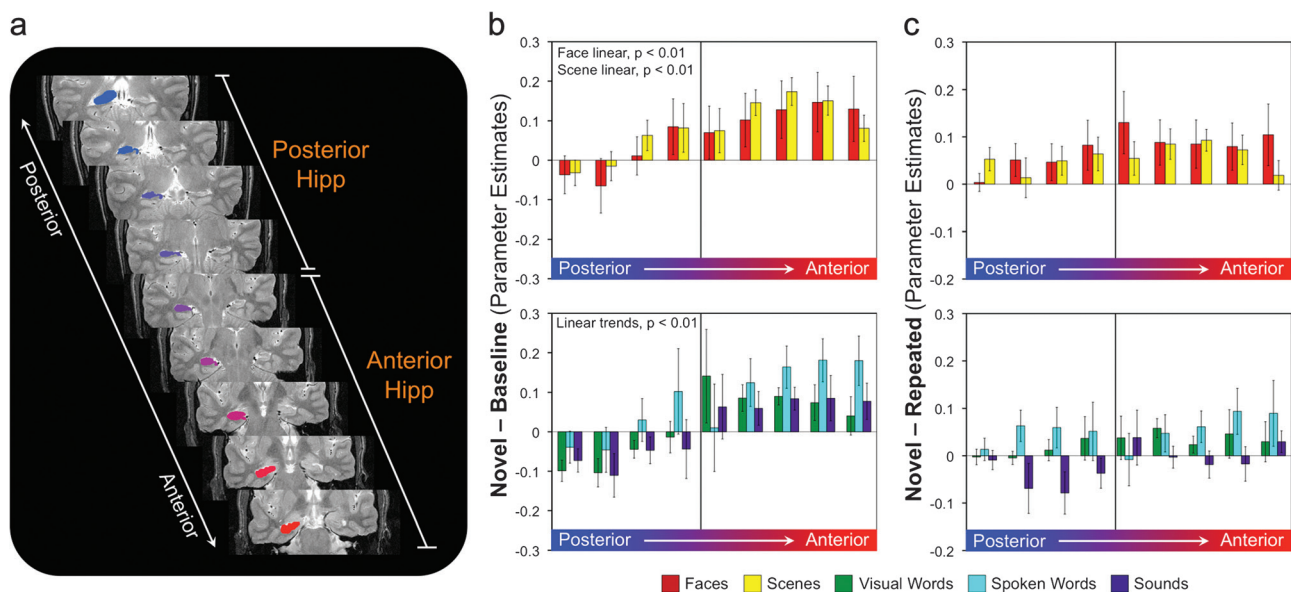 a
Posterior
Anterior
Posterior
Hipp
Anterior
Hipp
b
Novel – Baseline (Parameter Estimates)
0.3
0.2
0.1
0
-0.1
-0.2
-0.3
Face linear, p < 0.01
Scene linear, p < 0.01
Posterior
Anterior
0.3
0.2
0.1
0
-0.1
-0.2
-0.3
Linear trends, p < 0.01
Posterior
Anterior
c
Novel – Repeated (Parameter Estimates)
0.3
0.2
0.1
0
0.1
-0.2
Posterior
Anterior
0.3
0.2
0.1
0
-0.1
-0.2
Posterior
Anterior
Faces
Scenes
Visual Words
Spoken Words
Sounds